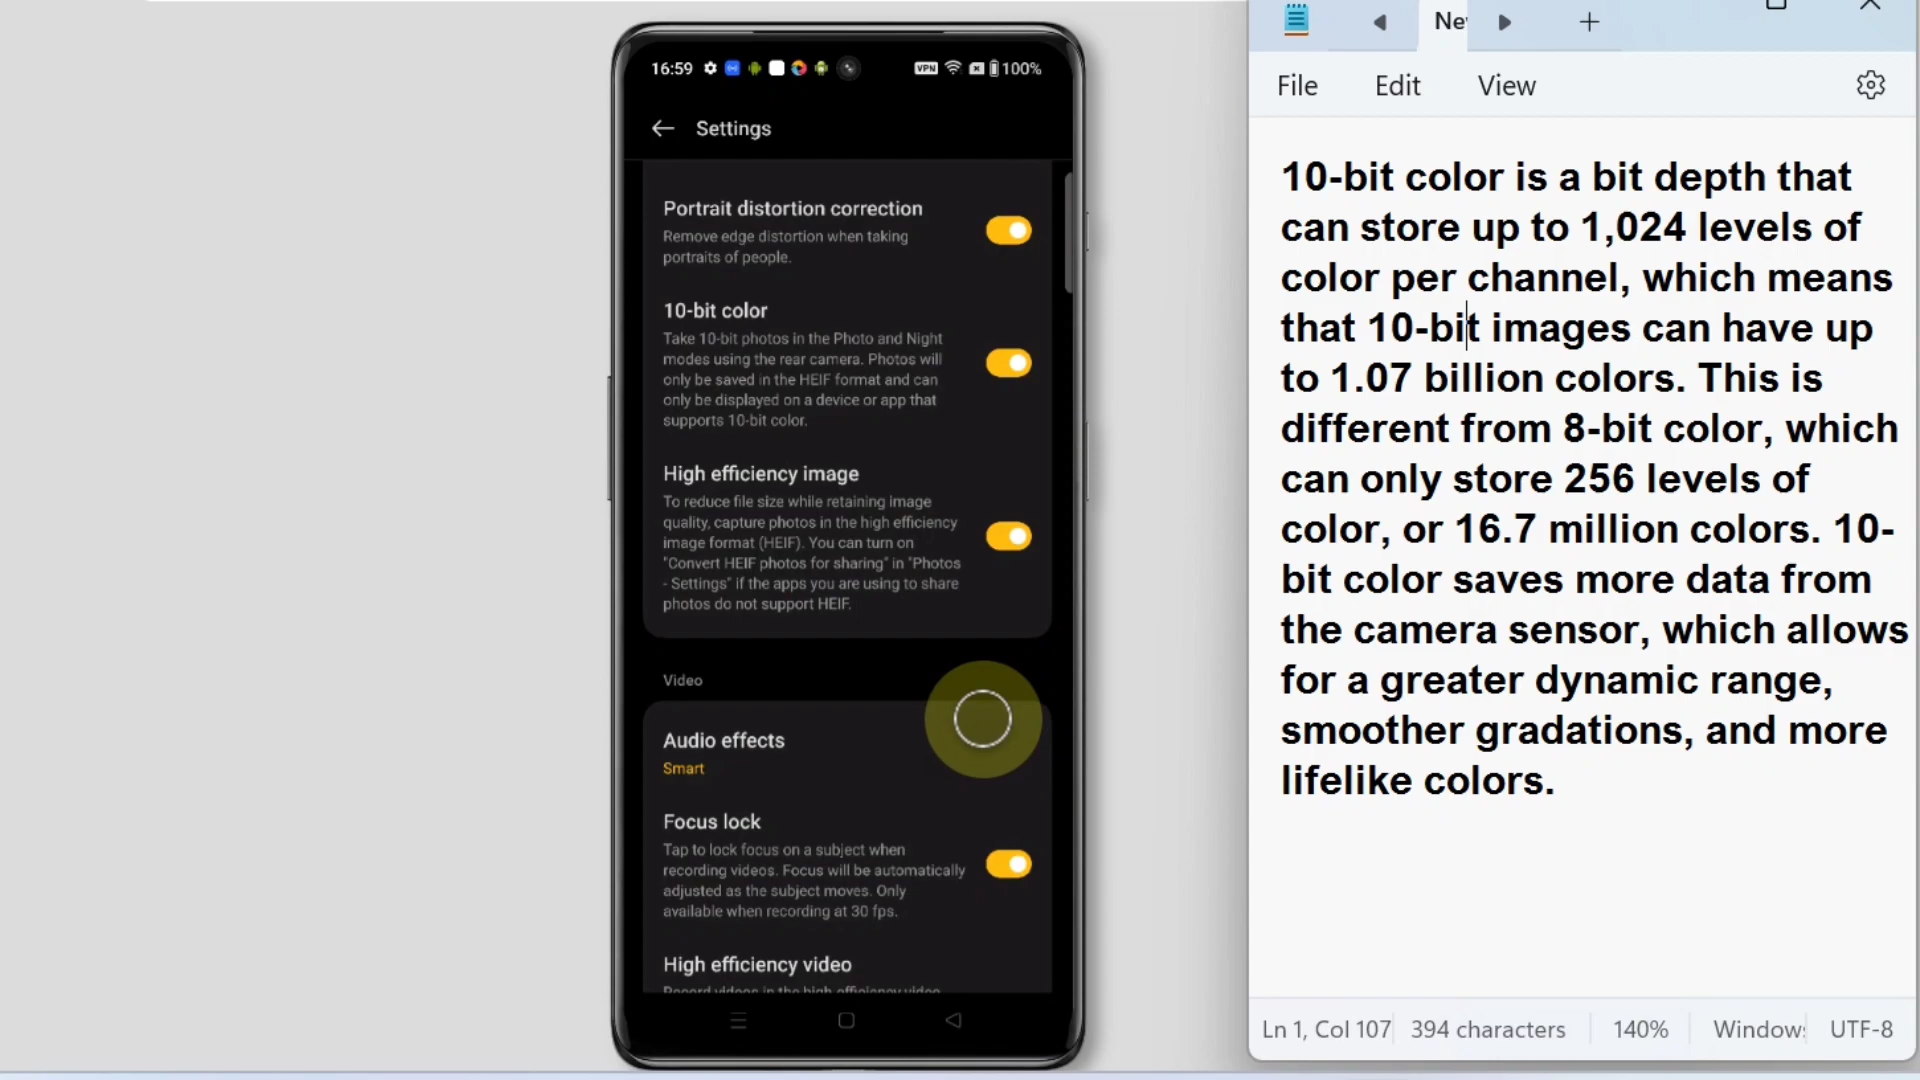 16:59
VPN
100%
Settings
Portrait distortion correction
Remove edge distortion when taking
portraits of people.
10-bit color
Take 10-bit photos in the Photo and Night
modes using the rear camera. Photos will
only be saved in the HEIF format and can
only be displayed on a device or app that
supports 10-bit color.
High efficiency image
To reduce file size while retaining image
quality, capture photos in the high efficiency
image format (HEIF). You can turn on
"Convert HEIF photos for sharing" in "Photos
- Settings" if the apps you are using to share
photos do not support HEIF.
Video
Audio effects
Smart
Focus lock
Tap to lock focus on a subject when
recording videos. Focus will be automatically
adjusted as the subject moves. Only
available when recording at 30 fps.
High efficiency video
Record videos in the high efficiency video
Ne
File Edit View
10-bit color is a bit depth that
can store up to 1,024 levels of
color per channel, which means
that 10-bit images can have up
to 1.07 billion colors. This is
different from 8-bit color, which
can only store 256 levels of
color, or 16.7 million colors. 10-
bit color saves more data from
the camera sensor, which allows
for a greater dynamic range,
smoother gradations, and more
lifelike colors.
Ln 1, Col 107 394 characters 140% Window UTF-8